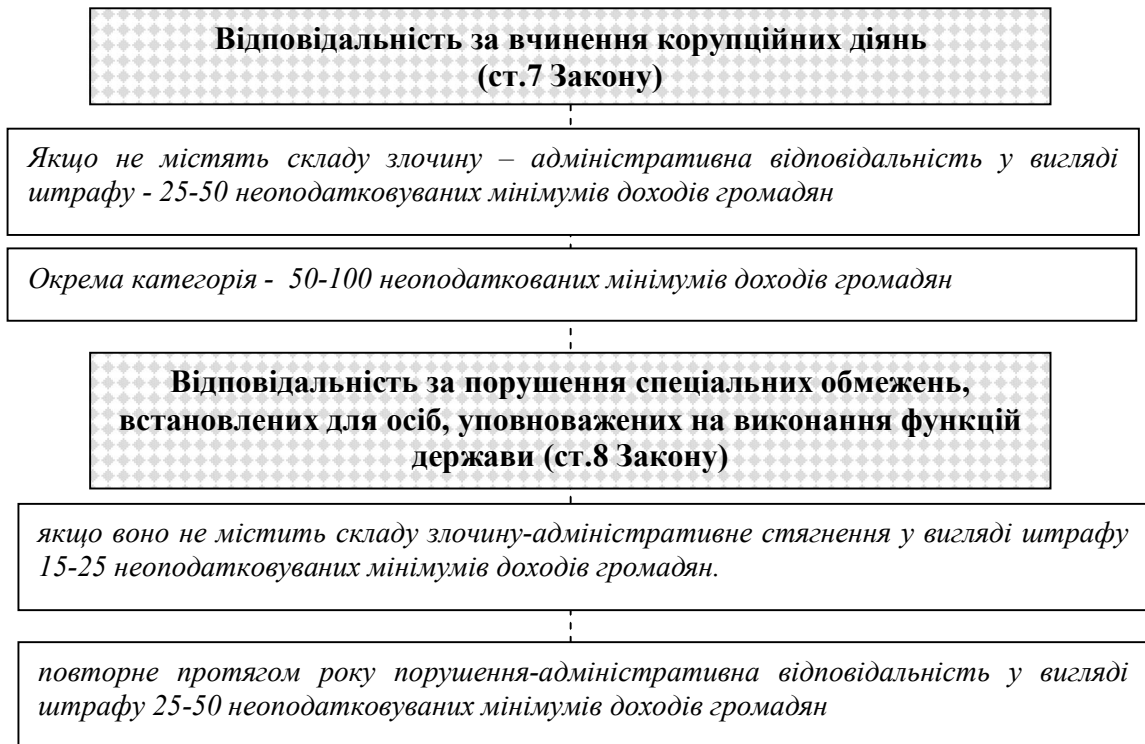 Відповідальність за вчинення корупційних діянь
(ст.7 Закону)
Якщо не містять складу злочину – адміністративна відповідальність у вигляді
штрафу - 25-50 неоподатковуваних мінімумів доходів громадян
Окрема категорія - 50-100 неоподаткованих мінімумів доходів громадян
Відповідальність за порушення спеціальних обмежень,
встановлених для осіб, уповноважених на виконання функцій
держави (ст.8 Закону)
якщо воно не містить складу злочину-адміністративне стягнення у вигляді штрафу
15-25 неоподатковуваних мінімумів доходів громадян.
повторне протягом року порушення-адміністративна відповідальність у вигляді
штрафу 25-50 неоподатковуваних мінімумів доходів громадян